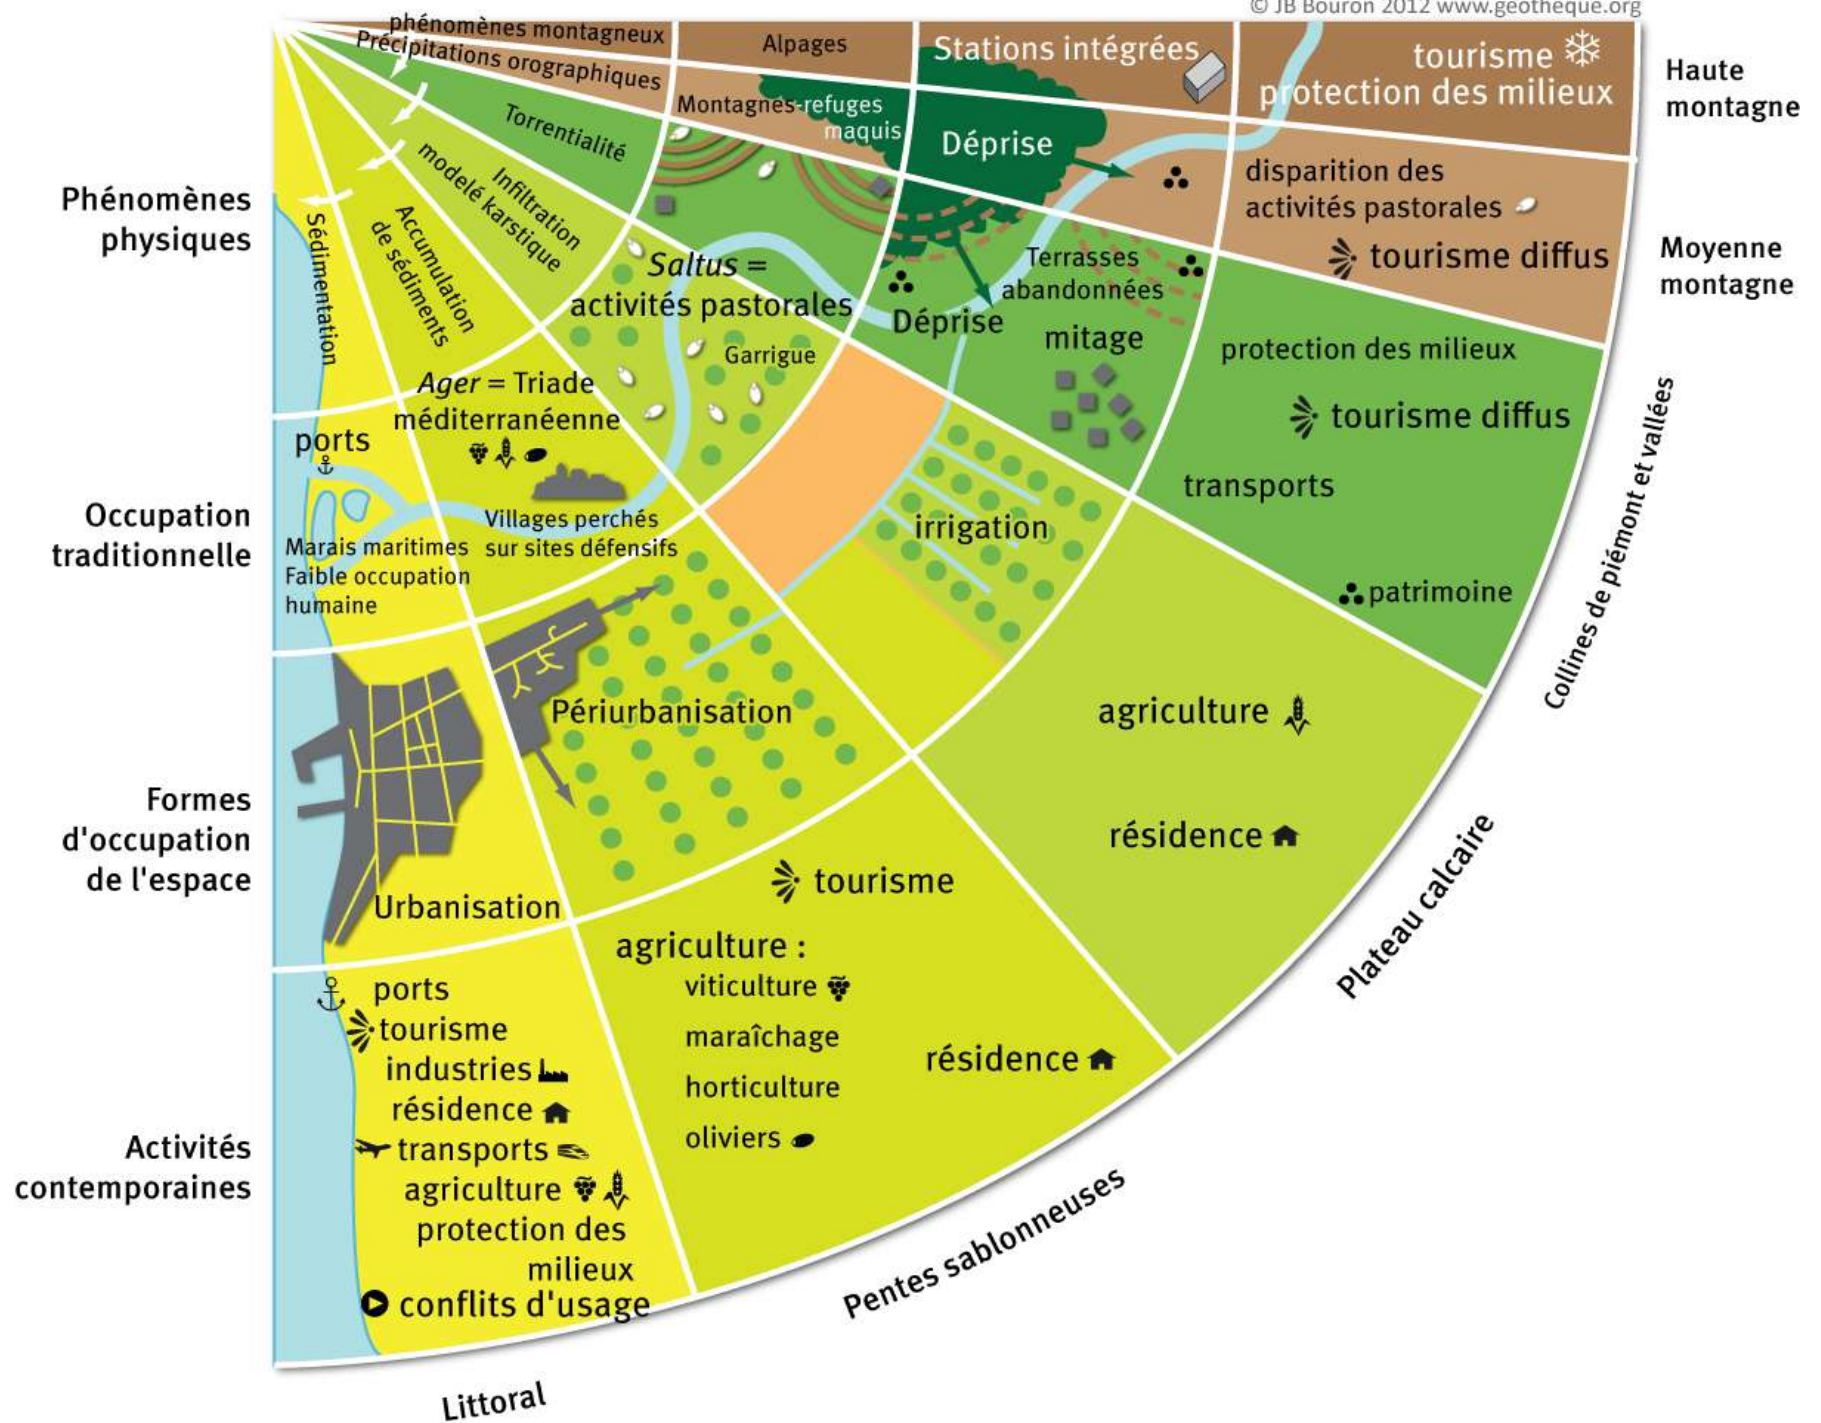 © JB Bouron 2012 www.geotheque.org
phénomènes montagneux
Alpages
Stations intégrées
tourisme
protection des milieux
Haute
montagne
Précipitations orographiques
Montagnes-refuges
maquis
Déprise
disparition des
activités pastorales
tourisme diffus
Moyenne
montagne
Torrentialité
Terrasses
abandonnées
Déprise
mitage
protection des milieux
tourisme diffus
transports
patrimoine
Collines de piémont et vallées
Infiltration
modelé karstique
Saltus =
activités pastorales
Garrigue
irrigation
agriculture
résidence
Plateau calcaire
Accumulation
de sédiments
Ager = Triade
méditerranéenne
Villages perchés
sur sites défensifs
Périurbanisation
tourisme
agriculture :
viticulture
maraîchage
horticulture
oliviers
résidence
Pentes sablonneuses
Sédimentation
ports
Marais maritimes
Faible occupation
humaine
Urbanisation
ports
tourisme
industries
résidence
transports
agriculture
protection des
milieux
conflits d'usage
Littoral
Phénomènes
physiques
Occupation
traditionnelle
Formes
d'occupation
de l'espace
Activités
contemporaines